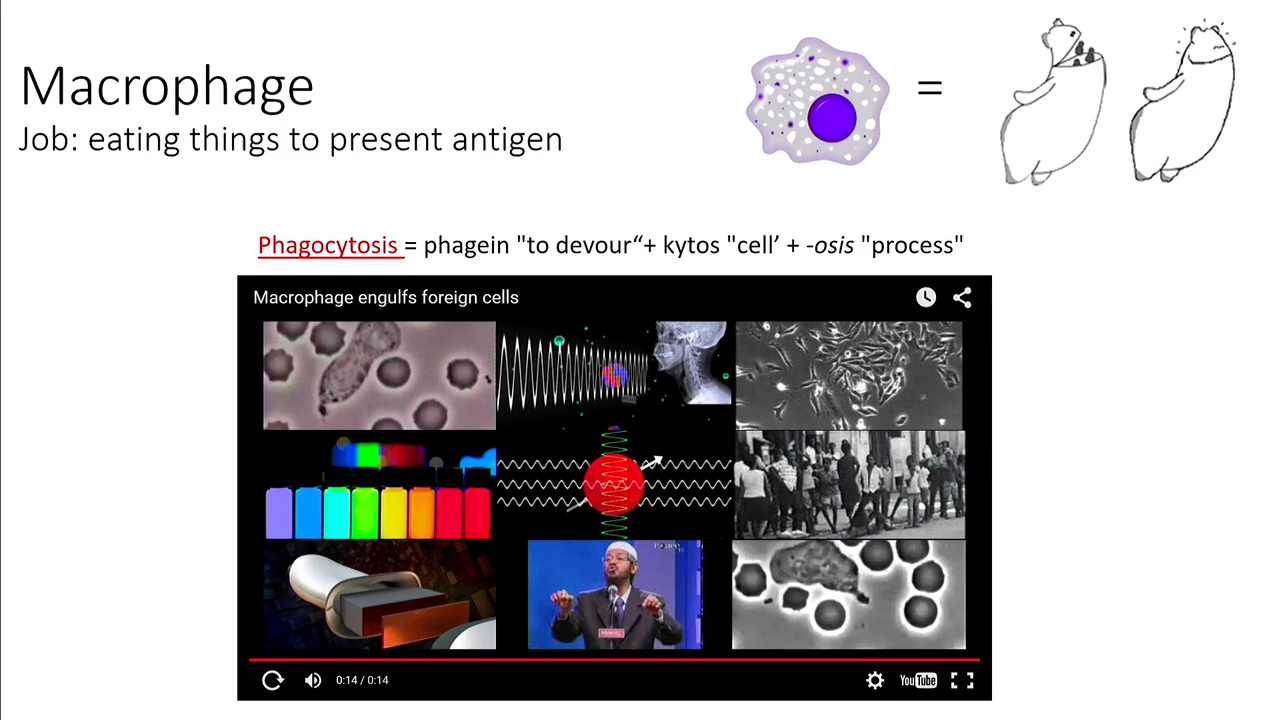 Macrophage
Job: eating things to present antigen
=
Phagocytosis = phagein "to devour“+ kytos "cell’ + -osis "process"
Macrophage engulfs foreign cells
0:14 / 0:14
YouTube